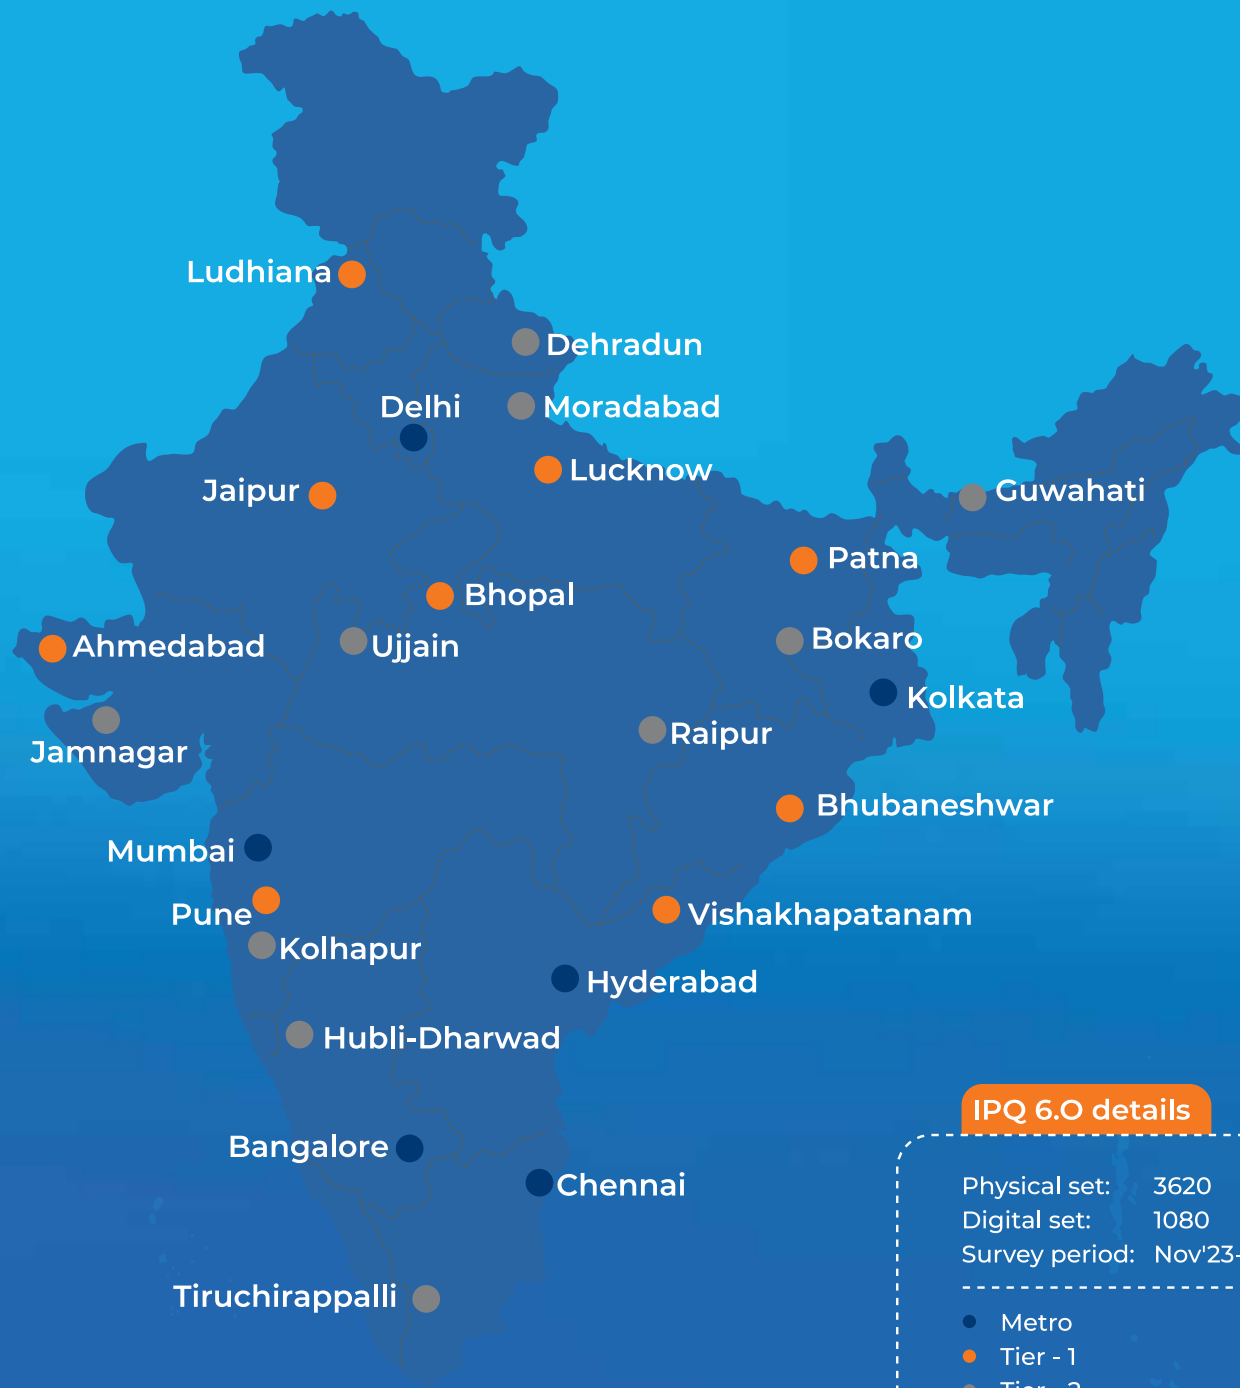 Ludhiana
Dehradun
Delhi
Moradabad
Lucknow
Jaipur
Guwahati
Patna
Bhopal
Ahmedabad
Ujjain
Bokaro
Kolkata
Jamnagar
Raipur
Bhubaneshwar
Mumbai
Pune
Vishakhapatanam
Kolhapur
Hyderabad
Hubli-Dharwad
IPQ 6.O details
Bangalore
Chennai
Physical set: 3620
Digital set: 1080
Survey period: Nov'23-
Tiruchirappalli
Metro
Tier - 1
Tier -